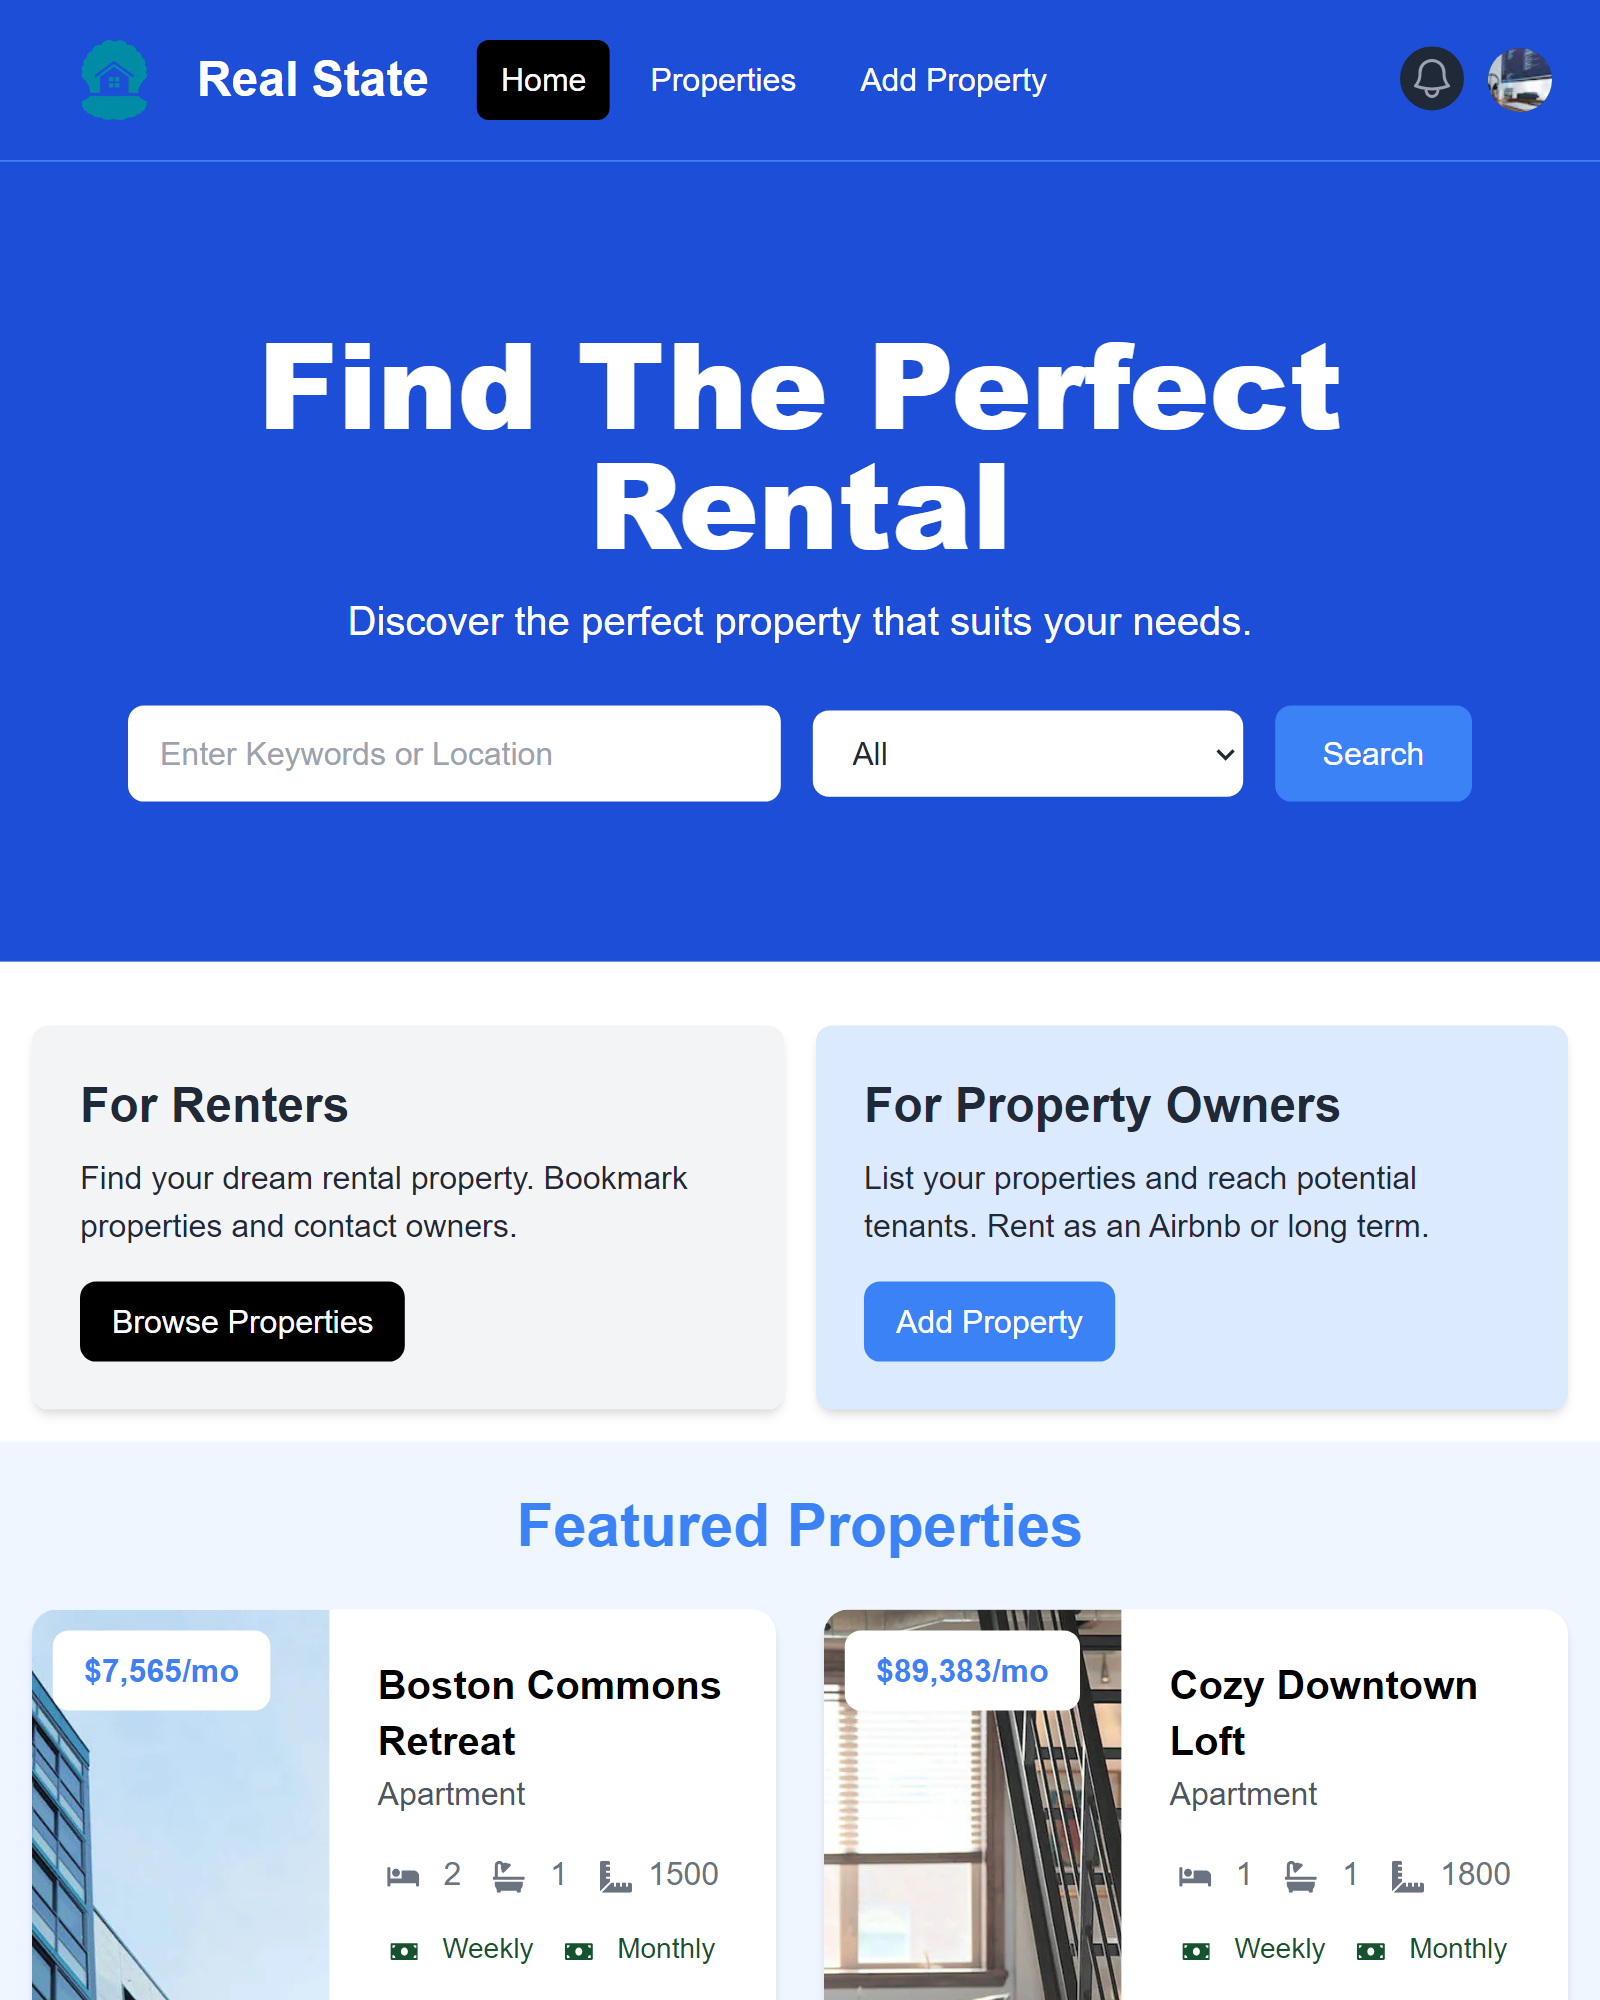 Real State
Home
Properties
Add Property
Find The Perfect
Rental
Discover the perfect property that suits your needs.
Enter Keywords or Location
All
Search
For Renters
Find your dream rental property. Bookmark
properties and contact owners.
Browse Properties
For Property Owners
List your properties and reach potential
tenants. Rent as an Airbnb or long term.
Add Property
Featured Properties
$7,565/mo
Boston Commons
Retreat
Apartment
2 1 1500
Weekly Monthly
$89,383/mo
Cozy Downtown
Loft
Apartment
1 1 1800
Weekly Monthly